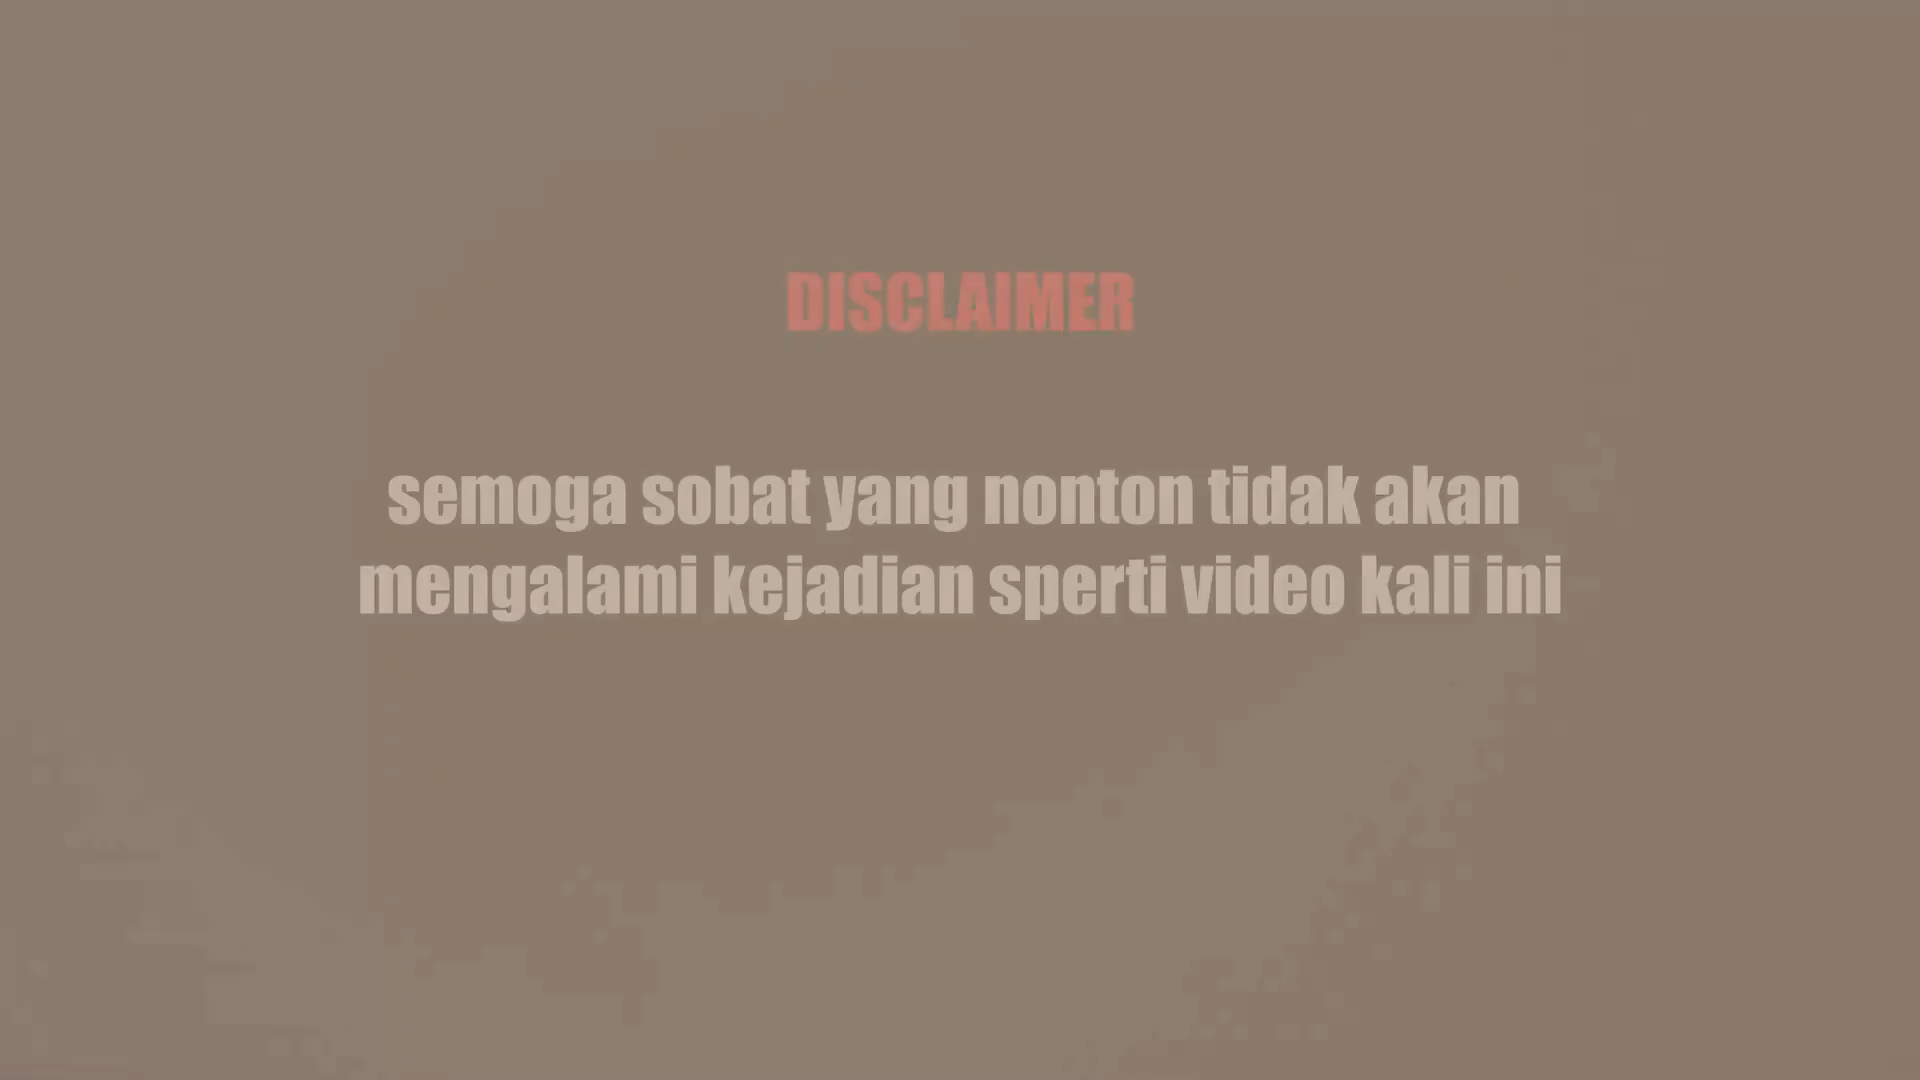 DISCLAIMER
semoga sobat yang nonton tidak akan
mengalami kejadian sperti video kali ini